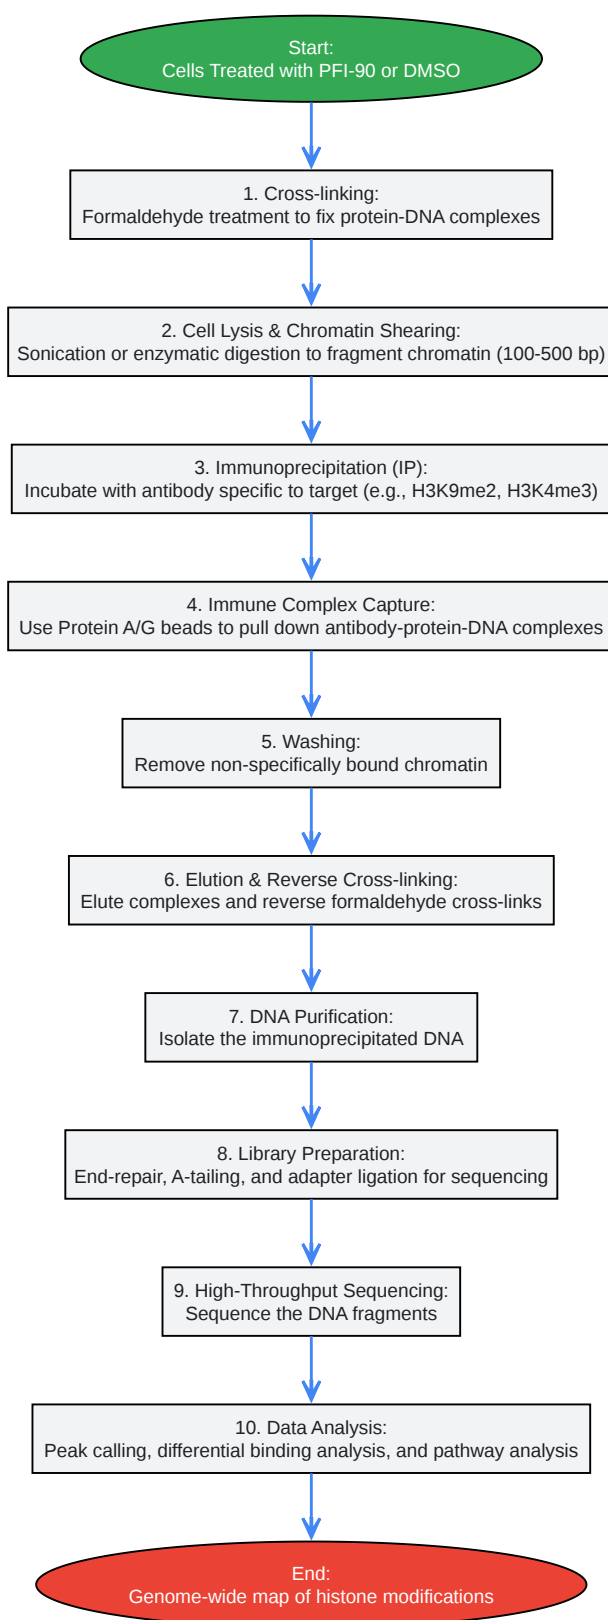 Start:
Cells Treated with PFI-90 or DMSO
1. Cross-linking:
Formaldehyde treatment to fix protein-DNA complexes
2. Cell Lysis & Chromatin Shearing:
Sonication or enzymatic digestion to fragment chromatin (100-500 bp)
3. Immunoprecipitation (IP):
Incubate with antibody specific to target (e.g., H3K9me2, H3K4me3)
4. Immune Complex Capture:
Use Protein A/G beads to pull down antibody-protein-DNA complexes
5. Washing:
Remove non-specifically bound chromatin
6. Elution & Reverse Cross-linking:
Elute complexes and reverse formaldehyde cross-links
7. DNA Purification:
Isolate the immunoprecipitated DNA
8. Library Preparation:
End-repair, A-tailing, and adapter ligation for sequencing
9. High-Throughput Sequencing:
Sequence the DNA fragments
10. Data Analysis:
Peak calling, differential binding analysis, and pathway analysis
End:
Genome-wide map of histone modifications